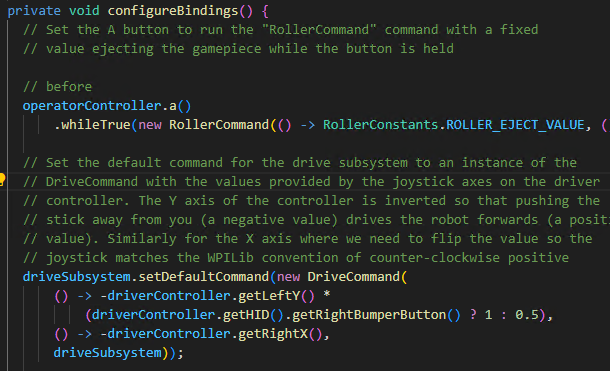 private void configureBindings() {
// Set the A button to run the "RollerCommand" command with a fixed
// value ejecting the gamepiece while the button is held
// before
operatorController.a()
.whileTrue(new RollerCommand(() -> RollerConstants.ROLLER_EJECT_VALUE, (
// Set the default command for the drive subsystem to an instance of the
// DriveCommand with the values provided by the joystick axes on the driver
// controller. The Y axis of the controller is inverted so that pushing the
// stick away from you (a negative value) drives the robot forwards (a posit
// value). Similarly for the X axis where we need to flip the value so the
// joystick matches the WPILib convention of counter-clockwise positive
driveSubsystem.setDefaultCommand(new DriveCommand(
() -> -driverController.getLeftY() *
(driverController.getHID().getRightBumperButton() ? 1 : 0.5),
() -> -driverController.getRightX(),
driveSubsystem));